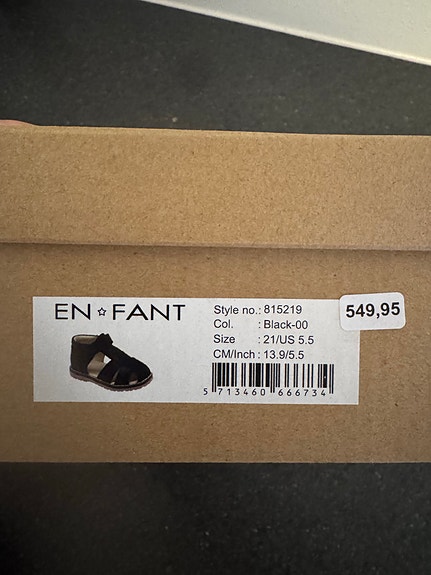 EN☆FANT
Style no.: 815219
549,95
Col. : Black-00
Size : 21/US 5.5
CM/Inch : 13.9/5.5
5 713460 666734